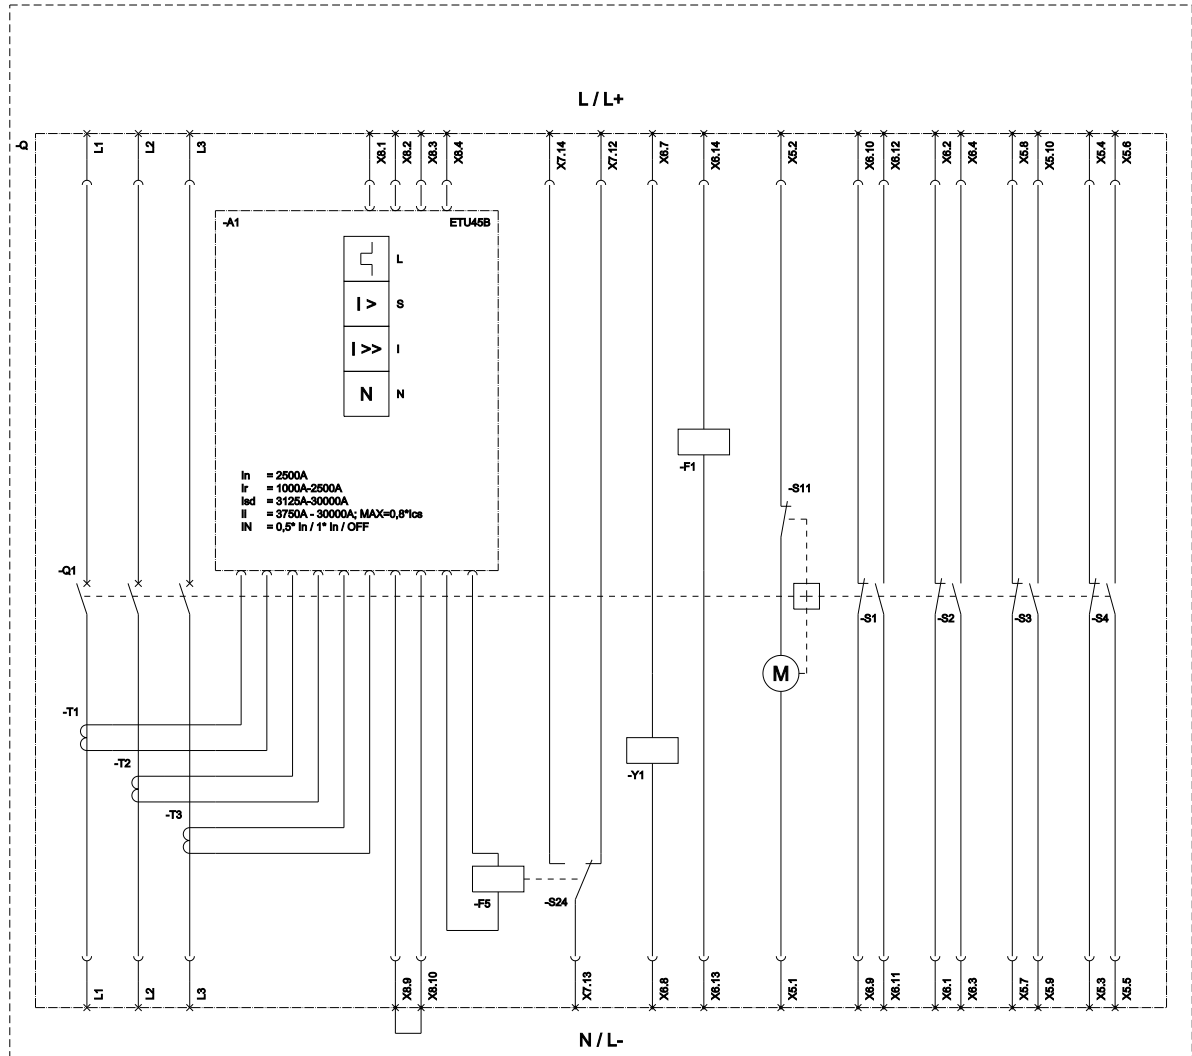 L / L+
-Q
L1
L2
L3
X8.1
X8.2
X8.3
X8.4
X7.14
X7.12
X6.7
X6.14
X5.2
X6.10
X6.12
X6.2
X6.4
X5.8
X5.10
X5.4
X5.6
-A1
ETU45B
L
I > S
I >> I
N N
In = 2500A
Ir = 1000A-2500A
Isd = 3125A-30000A
Ii = 3750A - 30000A; MAX=0,8*Ics
IN = 0,5* In / 1* In / OFF
-F1
-S11
-Q1
-S1
-S2
-S3
-S4
M
-T1
-T2
-Y1
-T3
-F5
-S24
L1
L2
L3
X8.9
X8.10
X7.13
X6.8
X6.13
X5.1
X6.9
X6.11
X6.1
X6.3
X5.7
X5.9
X5.3
X5.5
N / L-